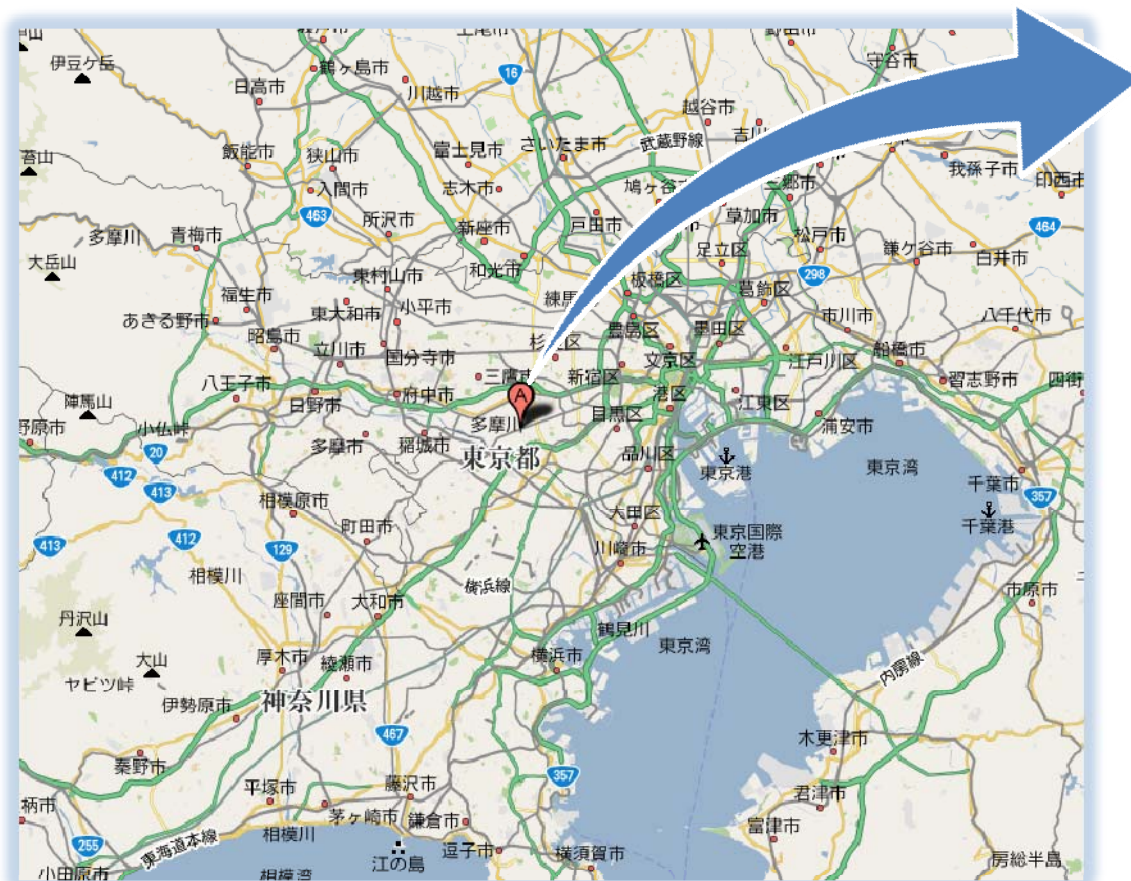 伊豆ケ岳
鶴ヶ島市
16
守谷市
日高市
川越市
越谷市
飯能市
狭山市
富士見市
さいたま市
武蔵野線
我孫子市
印西市
入間市
志木市
三郷市
463
所沢市
新座市
戸田市
草加市
464
多摩川
青梅市
松戸市
鎌ケ谷市
白井市
大岳山
東村山市
和光市
足立区
298
福生市
板橋区
葛飾区
東大和市
小平市
あきる野市
豊島区
墨田区
市川市
八千代市
昭島市
立川市
国分寺市
文京区
江戸川区
船橋市
新宿区
習志野市
八王子市
府中市
A
港区
江東区
陣馬山
日野市
目黒区
浦安市
小仏峠
多摩市
稲城市
多摩川
20
東京都
品川区
東京港
東京湾
千葉市
412
413
357
相模原市
大田区
千葉港
町田市
東京国際
空港
413
412
129
川崎市
相模川
横浜線
市原市
座間市
大和市
丹沢山
鶴見川
東京湾
大山
厚木市
綾瀬市
横浜市
内房線
ヤビツ峠
神奈川県
伊勢原市
467
木更津市
秦野市
357
平塚市
藤沢市
君津市
茅ヶ崎市
鎌倉市
富津市
255
東海道本線
相模川
江の島
逗子市
横須賀市
房総半島
小田原市
相模湾